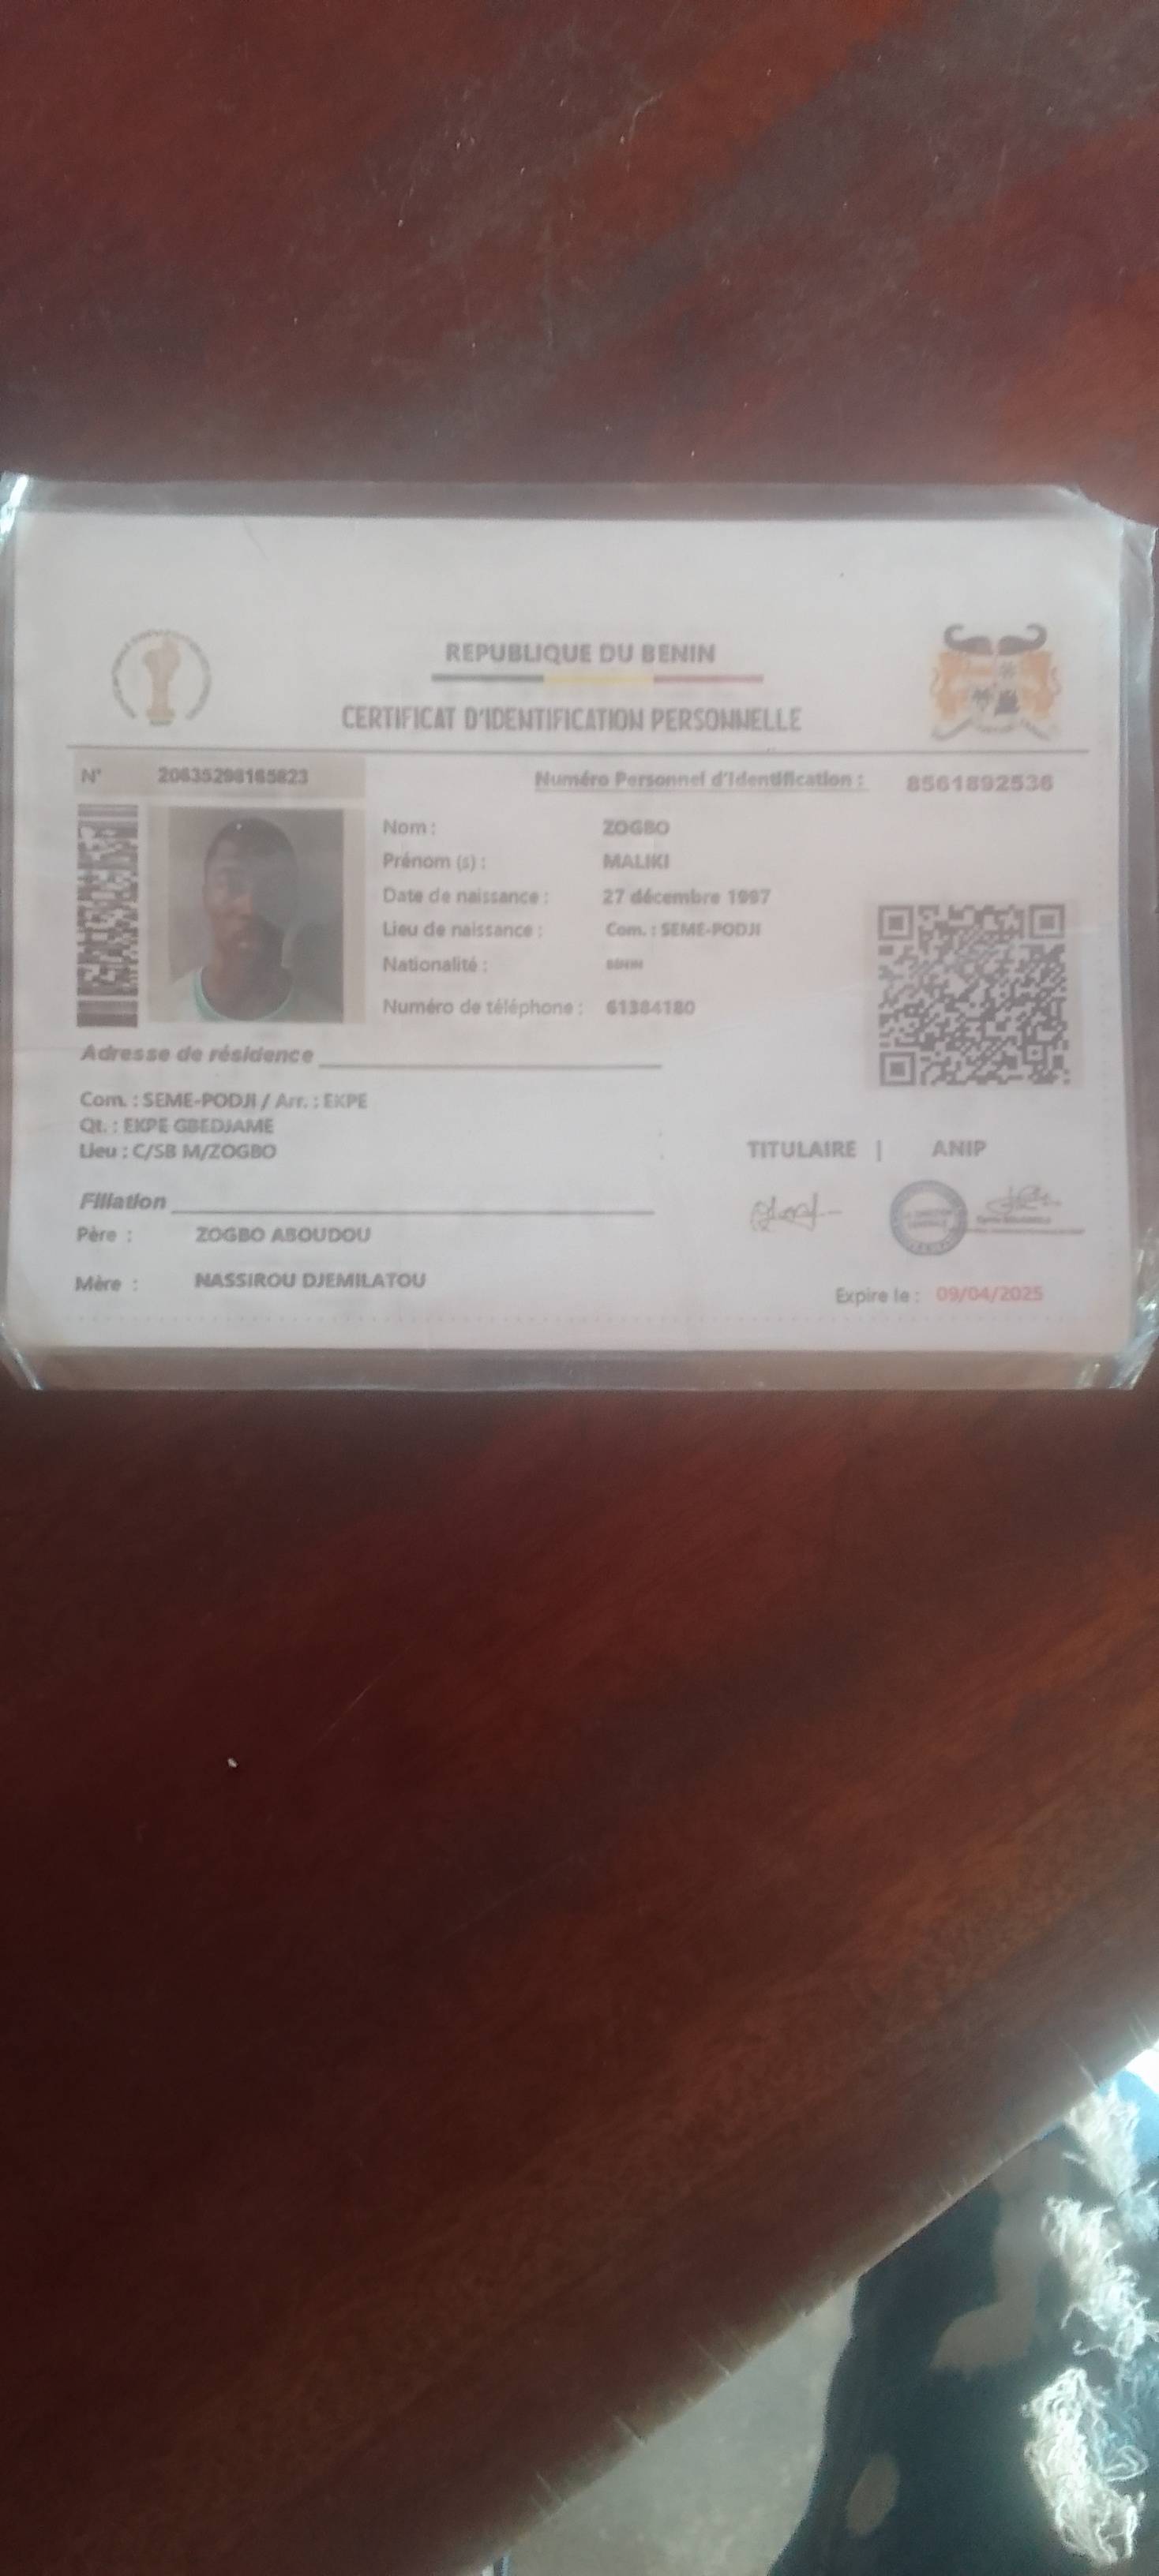 REPUBLIQUE DU BENIN
CERTIFICAT D'IDENTIFICATION PERSONNELLE
N° 20635298165823
Numéro Personnel d'Identification : 8561892536
Nom : ZOGBO
Prénom (s) : MALIKI
Date de naissance : 27 décembre 1997
Lieu de naissance : Com. : SEME-PODJI
Nationalité : BENIN
Numéro de téléphone : 61384180
Adresse de résidence
Com. : SEME-PODJI / Arr. : EKPE
Qt. : EKPE GBEDJAME
Lieu : C/SB M/ZOGBO
TITULAIRE | ANIP
Filiation
Père : ZOGBO ABOUDOU
Mère : NASSIROU DJEMILATOU
Expire le : 09/04/2025